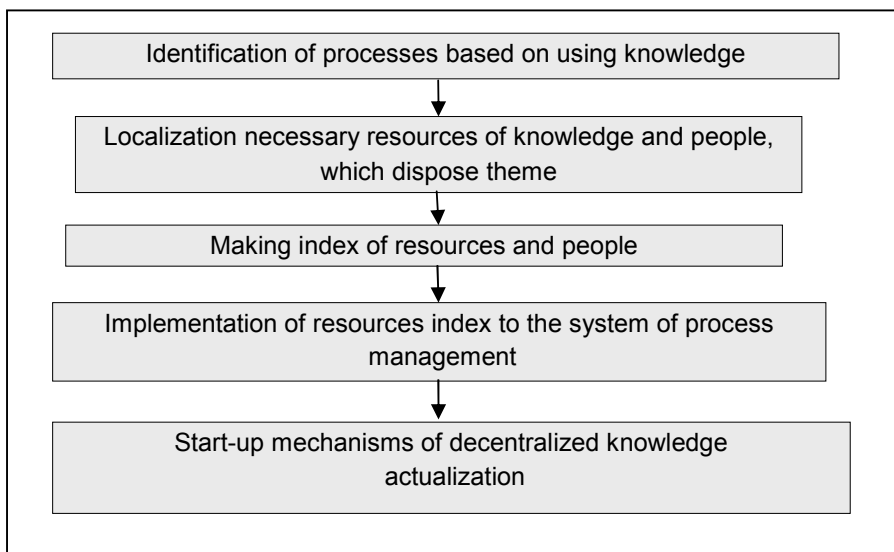 Identification of processes based on using knowledge
Localization necessary resources of knowledge and people,
which dispose theme
Making index of resources and people
Implementation of resources index to the system of process
management
Start-up mechanisms of decentralized knowledge
actualization